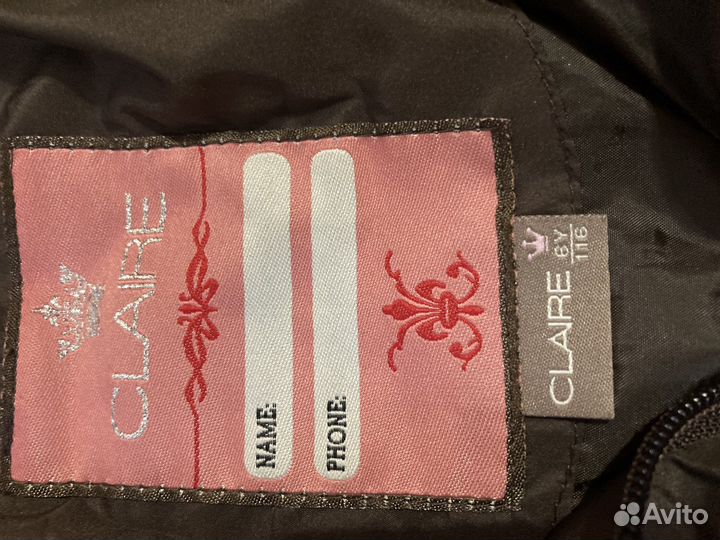 CLAIRE
NAME:
PHONE:
CLAIRE
6Y
116
Avito